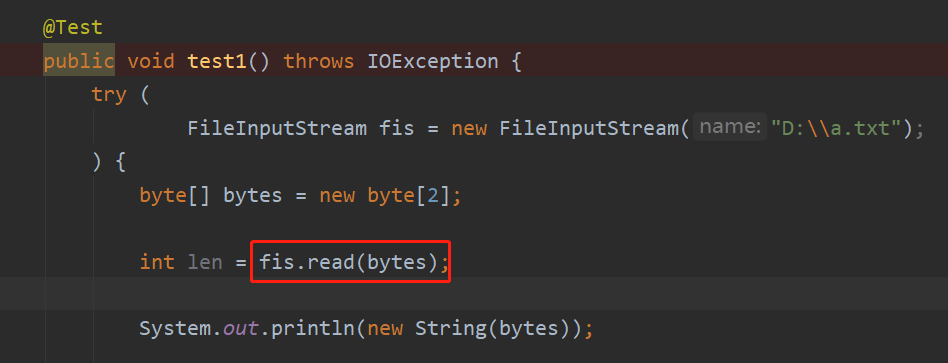 @Test
public void test1() throws IOException {
try (
FileInputStream fis = new FileInputStream( name: "D:\\a.txt");
) {
byte[] bytes = new byte[2];
int len = fis.read(bytes);
System.out.println(new String(bytes));